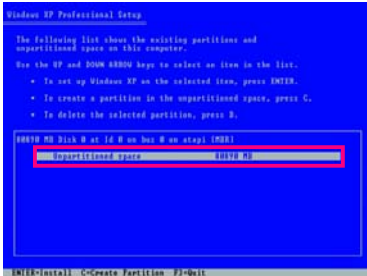 Windows XP Professional Setup
The following list shows the existing partitions and
unpartitioned space on this computer.
Use the UP and DOWN ARROW keys to select an item in the list.
• To set up Windows XP on the selected item, press ENTER.
• To create a partition in the unpartitioned space, press C.
• To delete the selected partition, press D.
80890 MB Disk 0 at Id 0 on bus 0 on atapi [MBR]
Unpartitioned space 80890 MB
ENTER=Install C=Create Partition F3=Quit